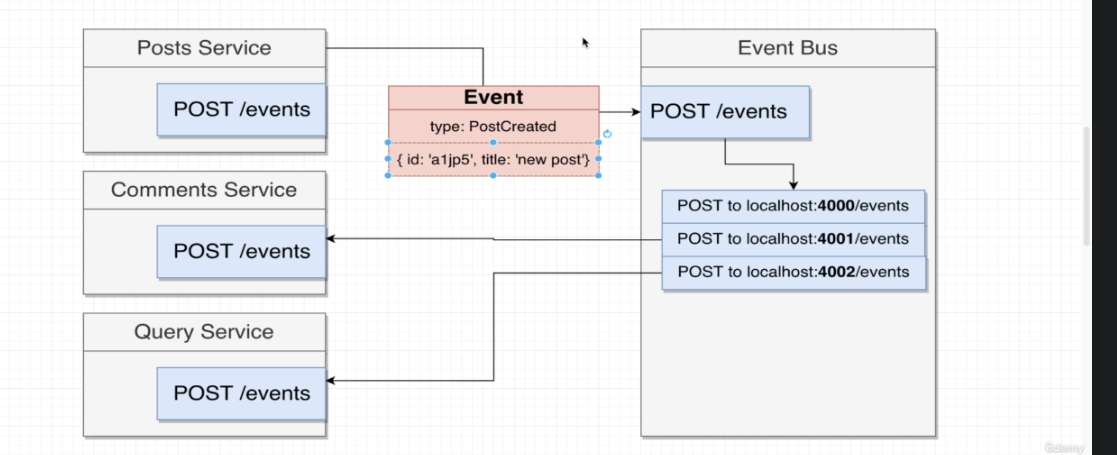 Posts Service
POST /events
Event
type: PostCreated
{ id: 'a1jp5', title: 'new post'}
Event Bus
POST /events
POST to localhost:4000/events
POST to localhost:4001/events
POST to localhost:4002/events
Comments Service
POST /events
Query Service
POST /events
ûdemy